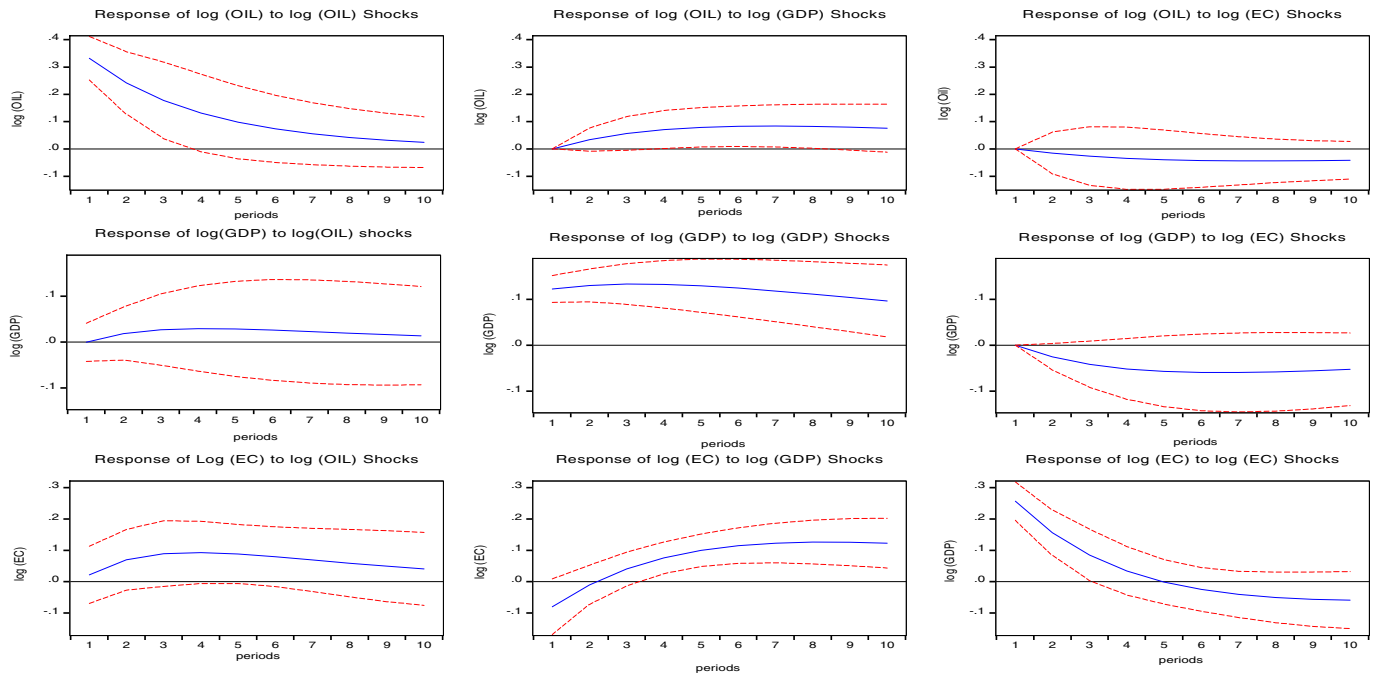 Response of log (OIL) to log (OIL) Shocks
log (OIL)
.4
.3
.2
.1
.0
-.1
1 2 3 4 5 6 7 8 9 10
periods
Response of log (OIL) to log (GDP) Shocks
log (OIL)
.4
.3
.2
.1
.0
-.1
1 2 3 4 5 6 7 8 9 10
periods
Response of log (OIL) to log (EC) Shocks
log (Oil)
.4
.3
.2
.1
.0
-.1
1 2 3 4 5 6 7 8 9 10
periods
Response of log(GDP) to log(OIL) shocks
log (GDP)
.1
.0
-.1
1 2 3 4 5 6 7 8 9 10
periods
Response of log (GDP) to log (GDP) Shocks
log (GDP)
.1
.0
-.1
1 2 3 4 5 6 7 8 9 10
periods
Response of log (GDP) to log (EC) Shocks
log (GDP)
.1
.0
-.1
1 2 3 4 5 6 7 8 9 10
periods
Response of Log (EC) to log (OIL) Shocks
log (EC)
.3
.2
.1
.0
-.1
1 2 3 4 5 6 7 8 9 10
periods
Response of log (EC) to log (GDP) Shocks
log (EC)
.3
.2
.1
.0
-.1
1 2 3 4 5 6 7 8 9 10
periods
Response of log (EC) to log (EC) Shocks
log (GDP)
.3
.2
.1
.0
-.1
1 2 3 4 5 6 7 8 9 10
periods